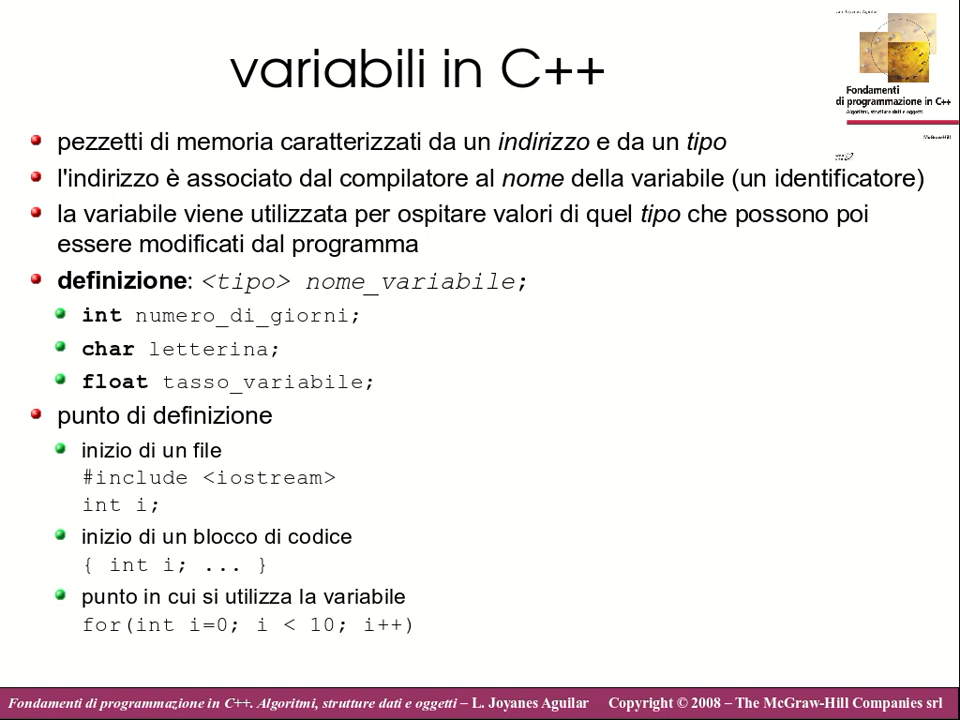 variabili in C++
Fondamenti
di programmazione in C++
Algoritmi, strutture dati e oggetti
McGraw-Hill
pezzetti di memoria caratterizzati da un indirizzo e da un tipo
l'indirizzo è associato dal compilatore al nome della variabile (un identificatore)
la variabile viene utilizzata per ospitare valori di quel tipo che possono poi
essere modificati dal programma
definizione: <tipo> nome_variabile;
int numero_di_giorni;
char letterina;
float tasso_variabile;
punto di definizione
inizio di un file
#include <iostream>
int i;
inizio di un blocco di codice
{ int i; ... }
punto in cui si utilizza la variabile
for(int i=0; i < 10; i++)
Fondamenti di programmazione in C++. Algoritmi, strutture dati e oggetti – L. Joyanes Aguilar Copyright © 2008 – The McGraw-Hill Companies srl